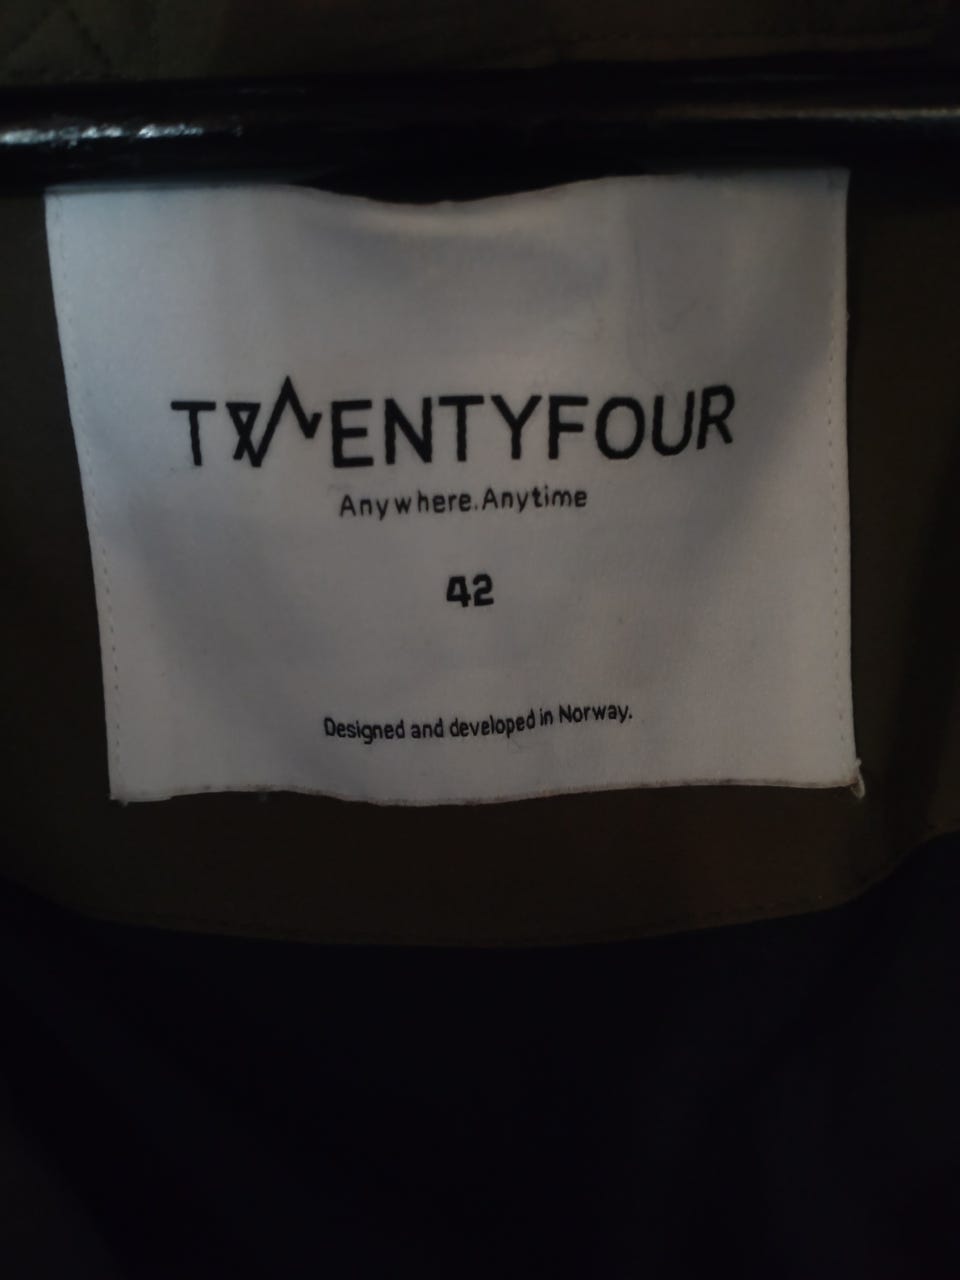 TWENTYFOUR
Anywhere.Anytime
42
Designed and developed in Norway.